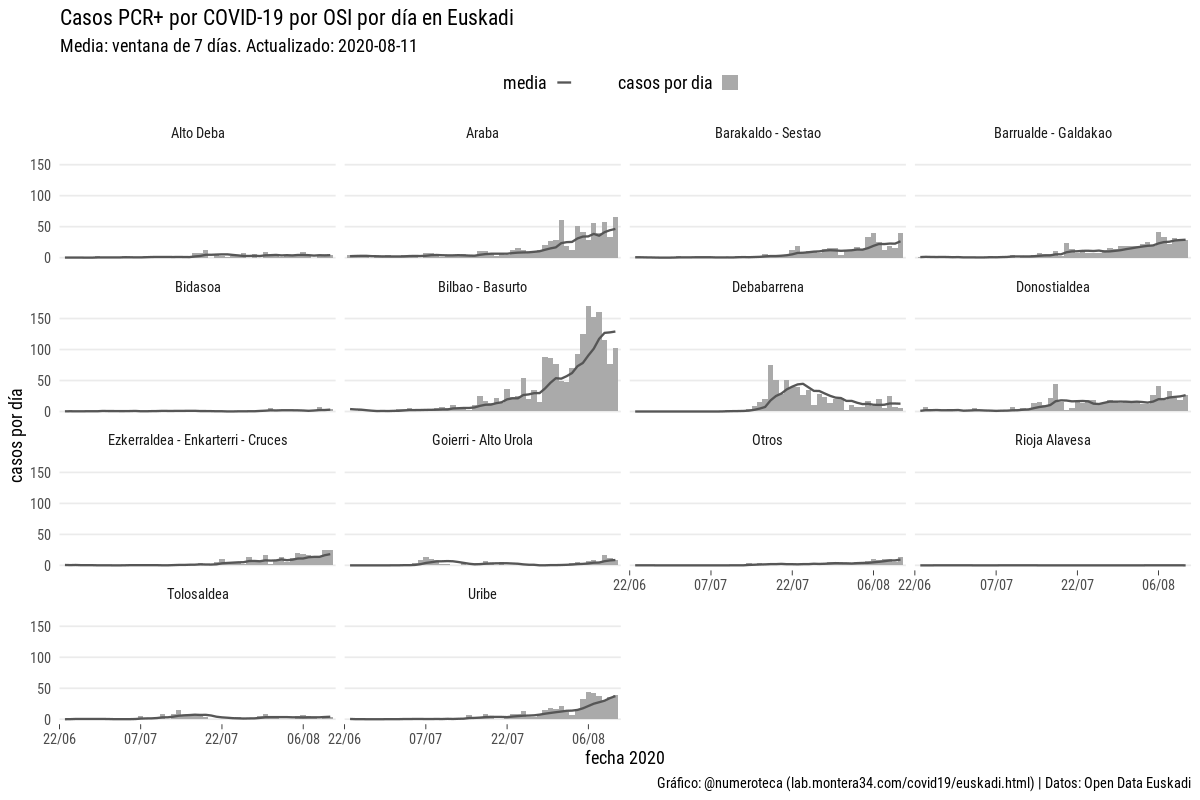 Casos PCR+ por COVID-19 por OSI por día en Euskadi
Media: ventana de 7 días. Actualizado: 2020-08-11
media casos por dia
Alto Deba Araba Barakaldo - Sestao Barrualde - Galdakao
150
100
50
0
Bidasoa Bilbao - Basurto Debabarrena Donostialdea
150
100
50
0
casos por día
Ezkerraldea - Enkarterri - Cruces Goierri - Alto Urola Otros Rioja Alavesa
150
100
50
0
22/06 07/07 22/07 06/08 22/06 07/07 22/07 06/08
Tolosaldea Uribe
150
100
50
0
22/06 07/07 22/07 06/08 22/06 07/07 22/07 06/08
fecha 2020
Gráfico: @numeroteca (lab.montera34.com/covid19/euskadi.html) | Datos: Open Data Euskadi